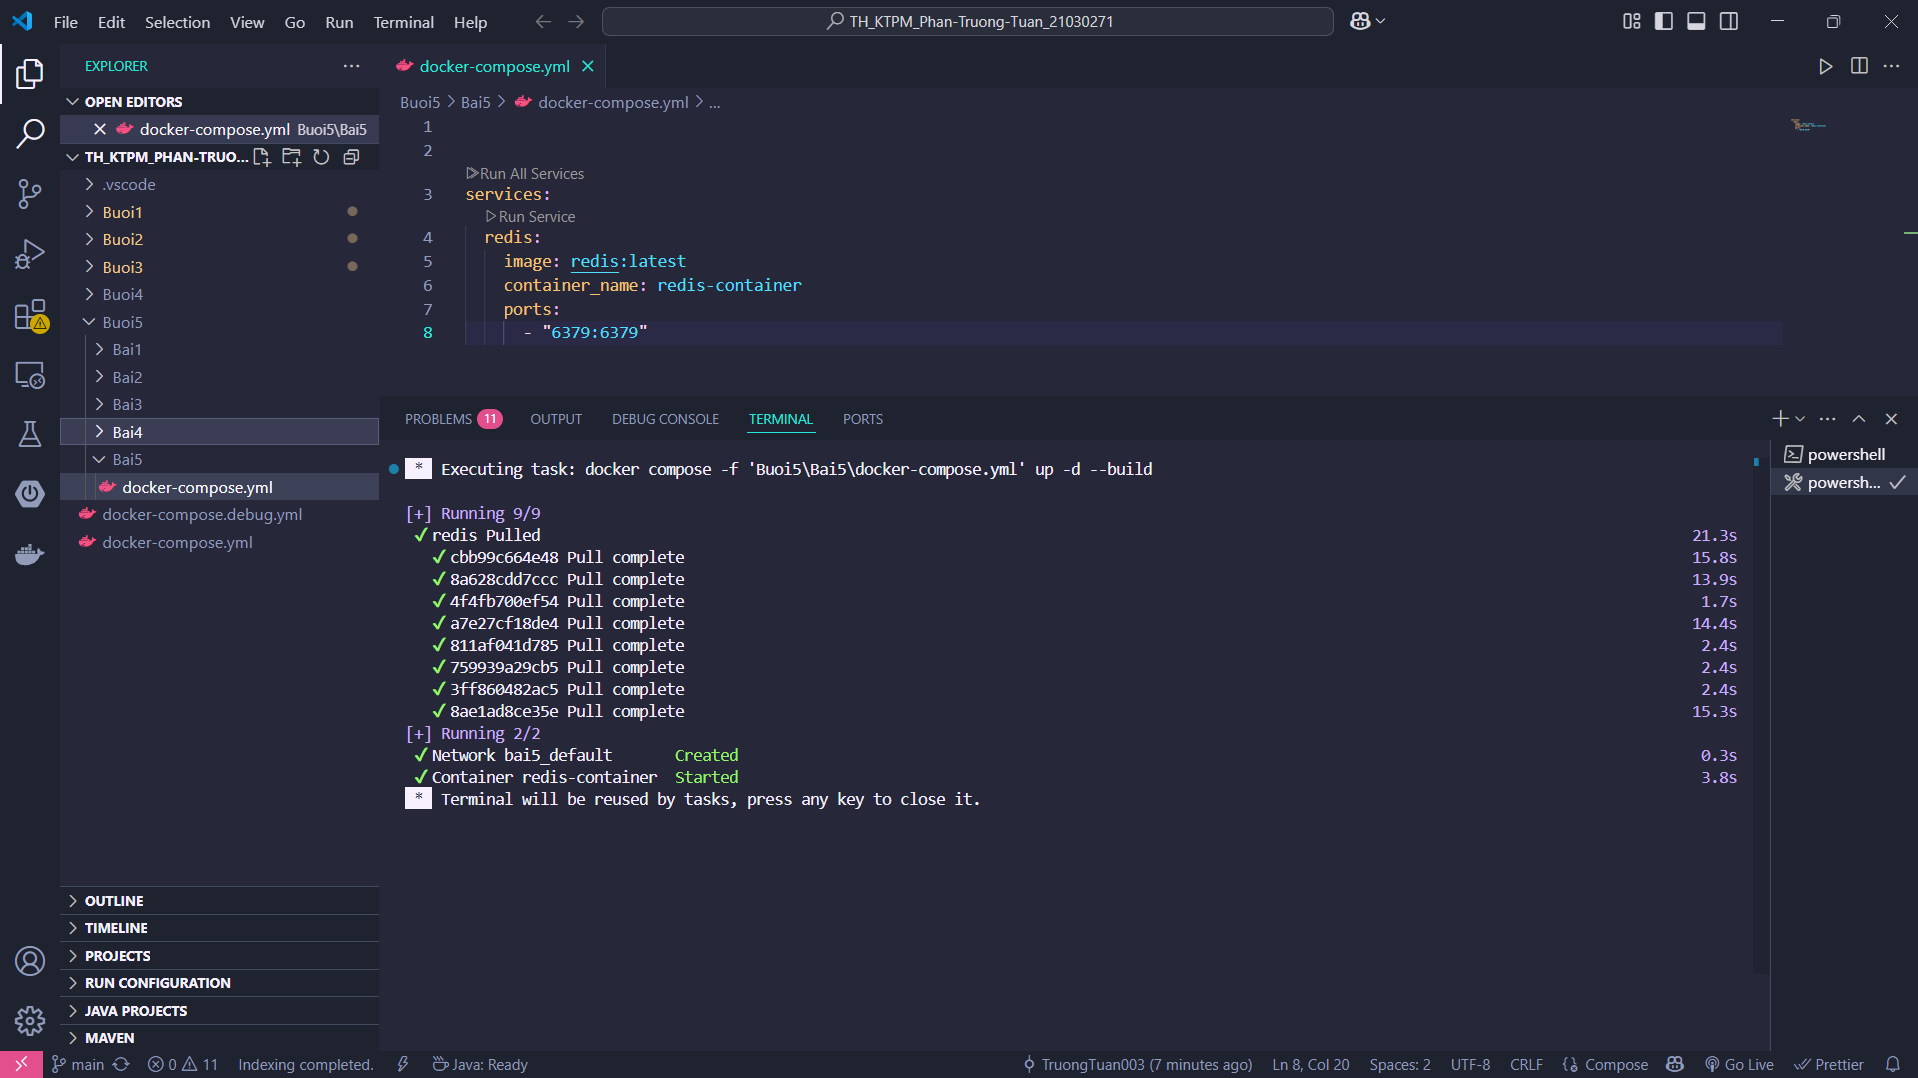 File Edit Selection View Go Run Terminal Help
TH_KTPM_Phan-Truong-Tuan_21030271
EXPLORER
OPEN EDITORS
docker-compose.yml Buoi5\Bai5
TH_KTPM_PHAN-TRUO...
.vscode
Buoi1
Buoi2
Buoi3
Buoi4
Buoi5
Bai1
Bai2
Bai3
Bai4
Bai5
docker-compose.yml
docker-compose.debug.yml
docker-compose.yml
OUTLINE
TIMELINE
PROJECTS
RUN CONFIGURATION
JAVA PROJECTS
MAVEN
docker-compose.yml
Buoi5 > Bai5 > docker-compose.yml > ...
1
2
Run All Services
3 services:
Run Service
4 redis:
5 image: redis:latest
6 container_name: redis-container
7 ports:
8 - "6379:6379"
PROBLEMS 11 OUTPUT DEBUG CONSOLE TERMINAL PORTS
* Executing task: docker compose -f 'Buoi5\Bai5\docker-compose.yml' up -d --build
[+] Running 9/9
✓ redis Pulled 21.3s
✓ cbb99c664e48 Pull complete 15.8s
✓ 8a628cdd7ccc Pull complete 13.9s
✓ 4f4fb700ef54 Pull complete 1.7s
✓ a7e27cf18de4 Pull complete 14.4s
✓ 811af041d785 Pull complete 2.4s
✓ 759939a29cb5 Pull complete 2.4s
✓ 3ff860482ac5 Pull complete 2.4s
✓ 8ae1ad8ce35e Pull complete 15.3s
[+] Running 2/2
✓ Network bai5_default Created 0.3s
✓ Container redis-container Started 3.8s
* Terminal will be reused by tasks, press any key to close it.
powershell
powersh...
main 0 11 Indexing completed. Java: Ready TruongTuan003 (7 minutes ago) Ln 8, Col 20 Spaces: 2 UTF-8 CRLF Compose Go Live Prettier